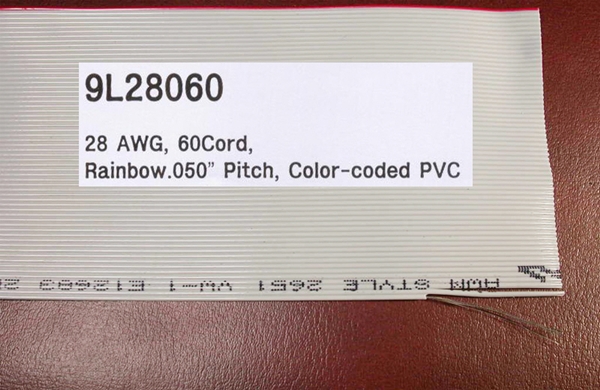 9L28060
28 AWG, 60Cord,
Rainbow.050" Pitch, Color-coded PVC
AWM STYLE 2651 VW-1